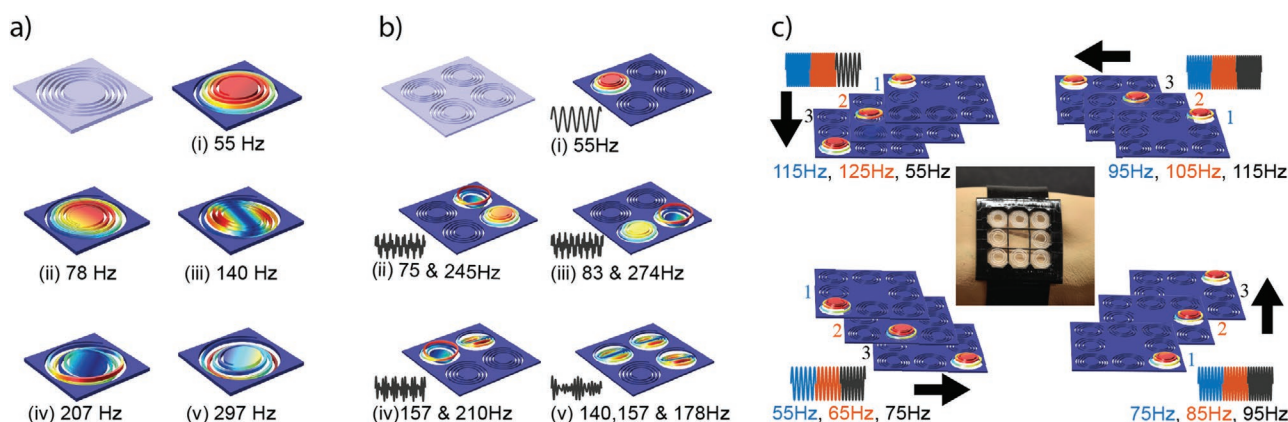 a)
(i) 55 Hz
(ii) 78 Hz
(iii) 140 Hz
(iv) 207 Hz
(v) 297 Hz
b)
(i) 55Hz
(ii) 75 & 245Hz
(iii) 83 & 274Hz
(iv)157 & 210Hz
(v) 140,157 & 178Hz
c)
1
2
3
115Hz, 125Hz, 55Hz
3
2
1
95Hz, 105Hz, 115Hz
1
2
3
55Hz, 65Hz, 75Hz
3
2
1
75Hz, 85Hz, 95Hz